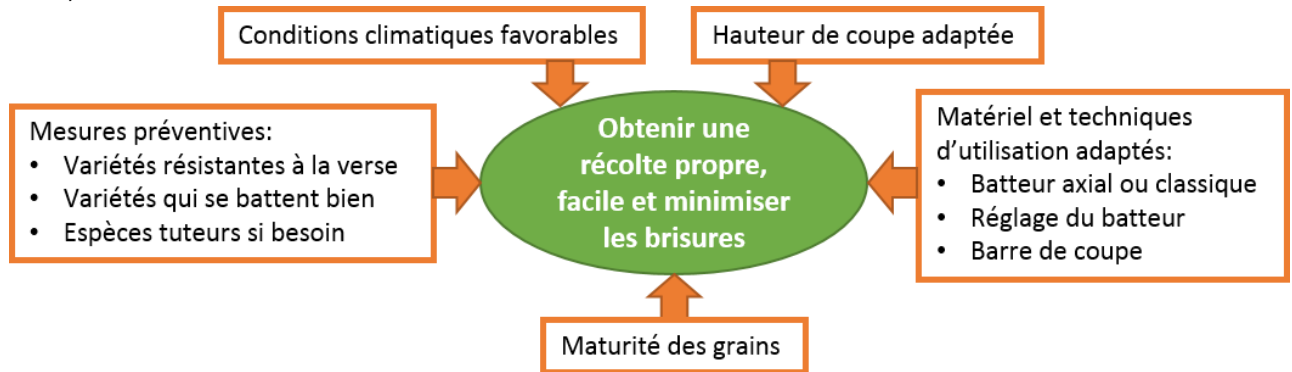 Conditions climatiques favorables
Hauteur de coupe adaptée
Mesures préventives:
• Variétés résistantes à la verse
• Variétés qui se battent bien
• Espèces tuteurs si besoin
Obtenir une
récolte propre,
facile et minimiser
les brisures
Matériel et techniques
d’utilisation adaptés:
• Batteur axial ou classique
• Réglage du batteur
• Barre de coupe
Maturité des grains